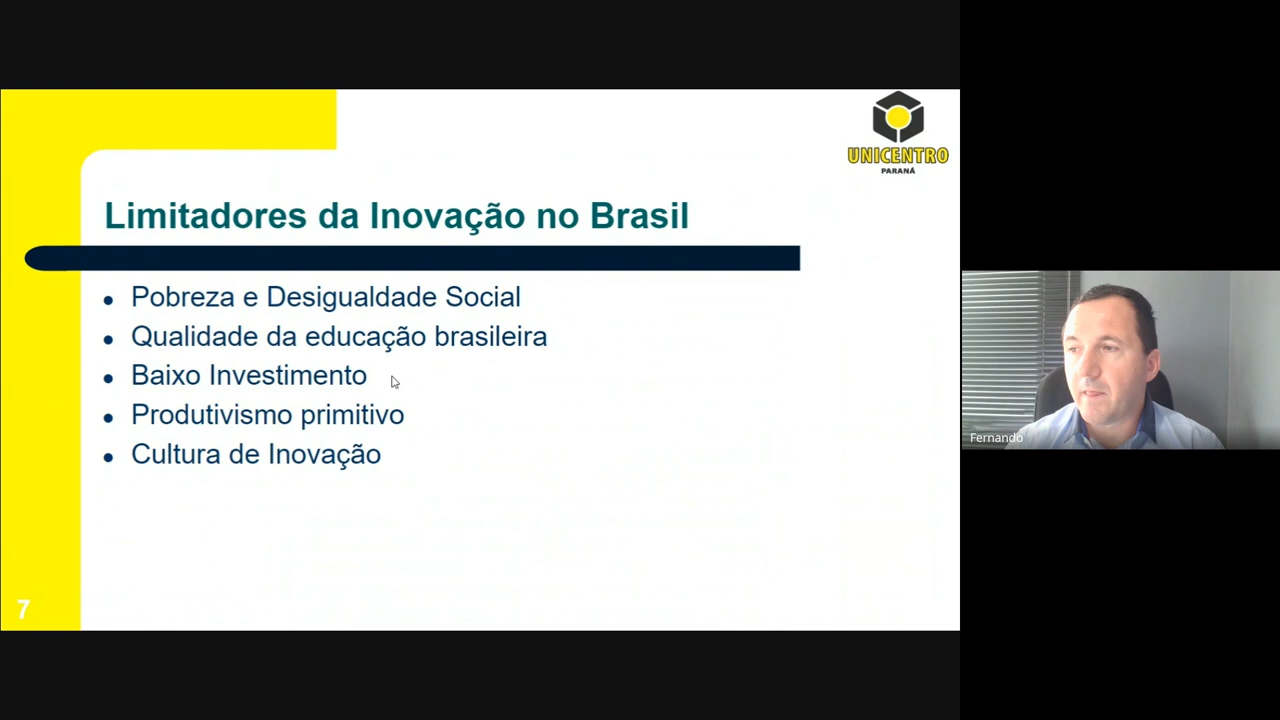 UNICENTRO
PARANÁ
Limitadores da Inovação no Brasil
• Pobreza e Desigualdade Social
• Qualidade da educação brasileira
• Baixo Investimento
• Produtivismo primitivo
• Cultura de Inovação
7
Fernando